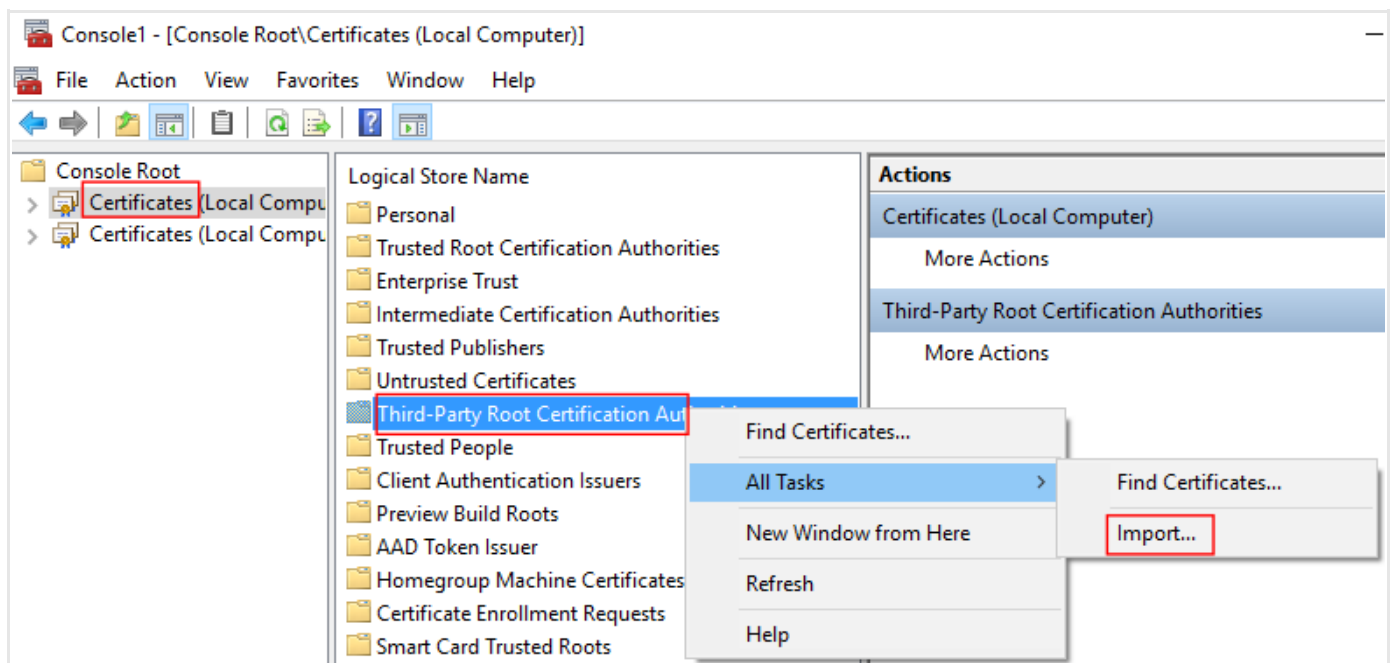 Console1 - [Console Root\Certificates (Local Computer)]
File Action View Favorites Window Help
Console Root
Certificates (Local Compu
Certificates (Local Compu
Logical Store Name
Personal
Trusted Root Certification Authorities
Enterprise Trust
Intermediate Certification Authorities
Trusted Publishers
Untrusted Certificates
Third-Party Root Certification Aut
Trusted People
Client Authentication Issuers
Preview Build Roots
AAD Token Issuer
Homegroup Machine Certificates
Certificate Enrollment Requests
Smart Card Trusted Roots
Find Certificates...
All Tasks
New Window from Here
Refresh
Help
Find Certificates...
Import...
Actions
Certificates (Local Computer)
More Actions
Third-Party Root Certification Authorities
More Actions